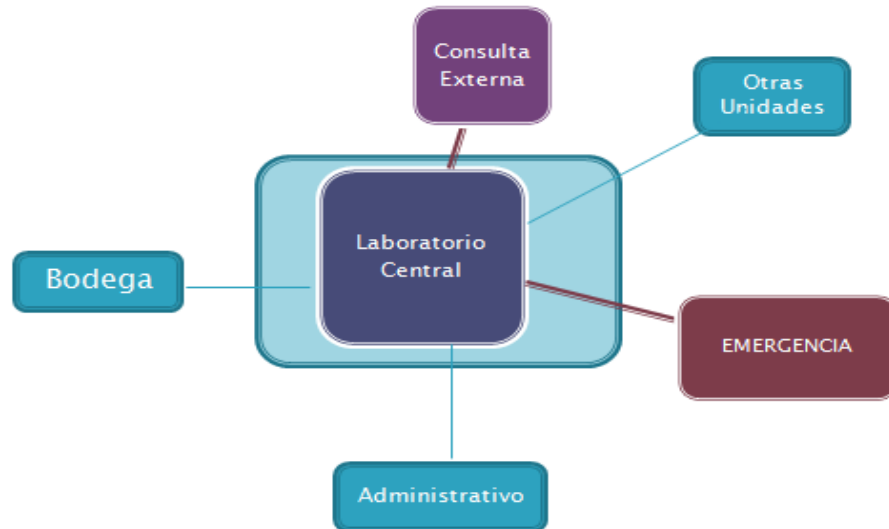 Consulta
Externa
Otras
Unidades
Laboratorio
Central
Bodega
EMERGENCIA
Administrativo